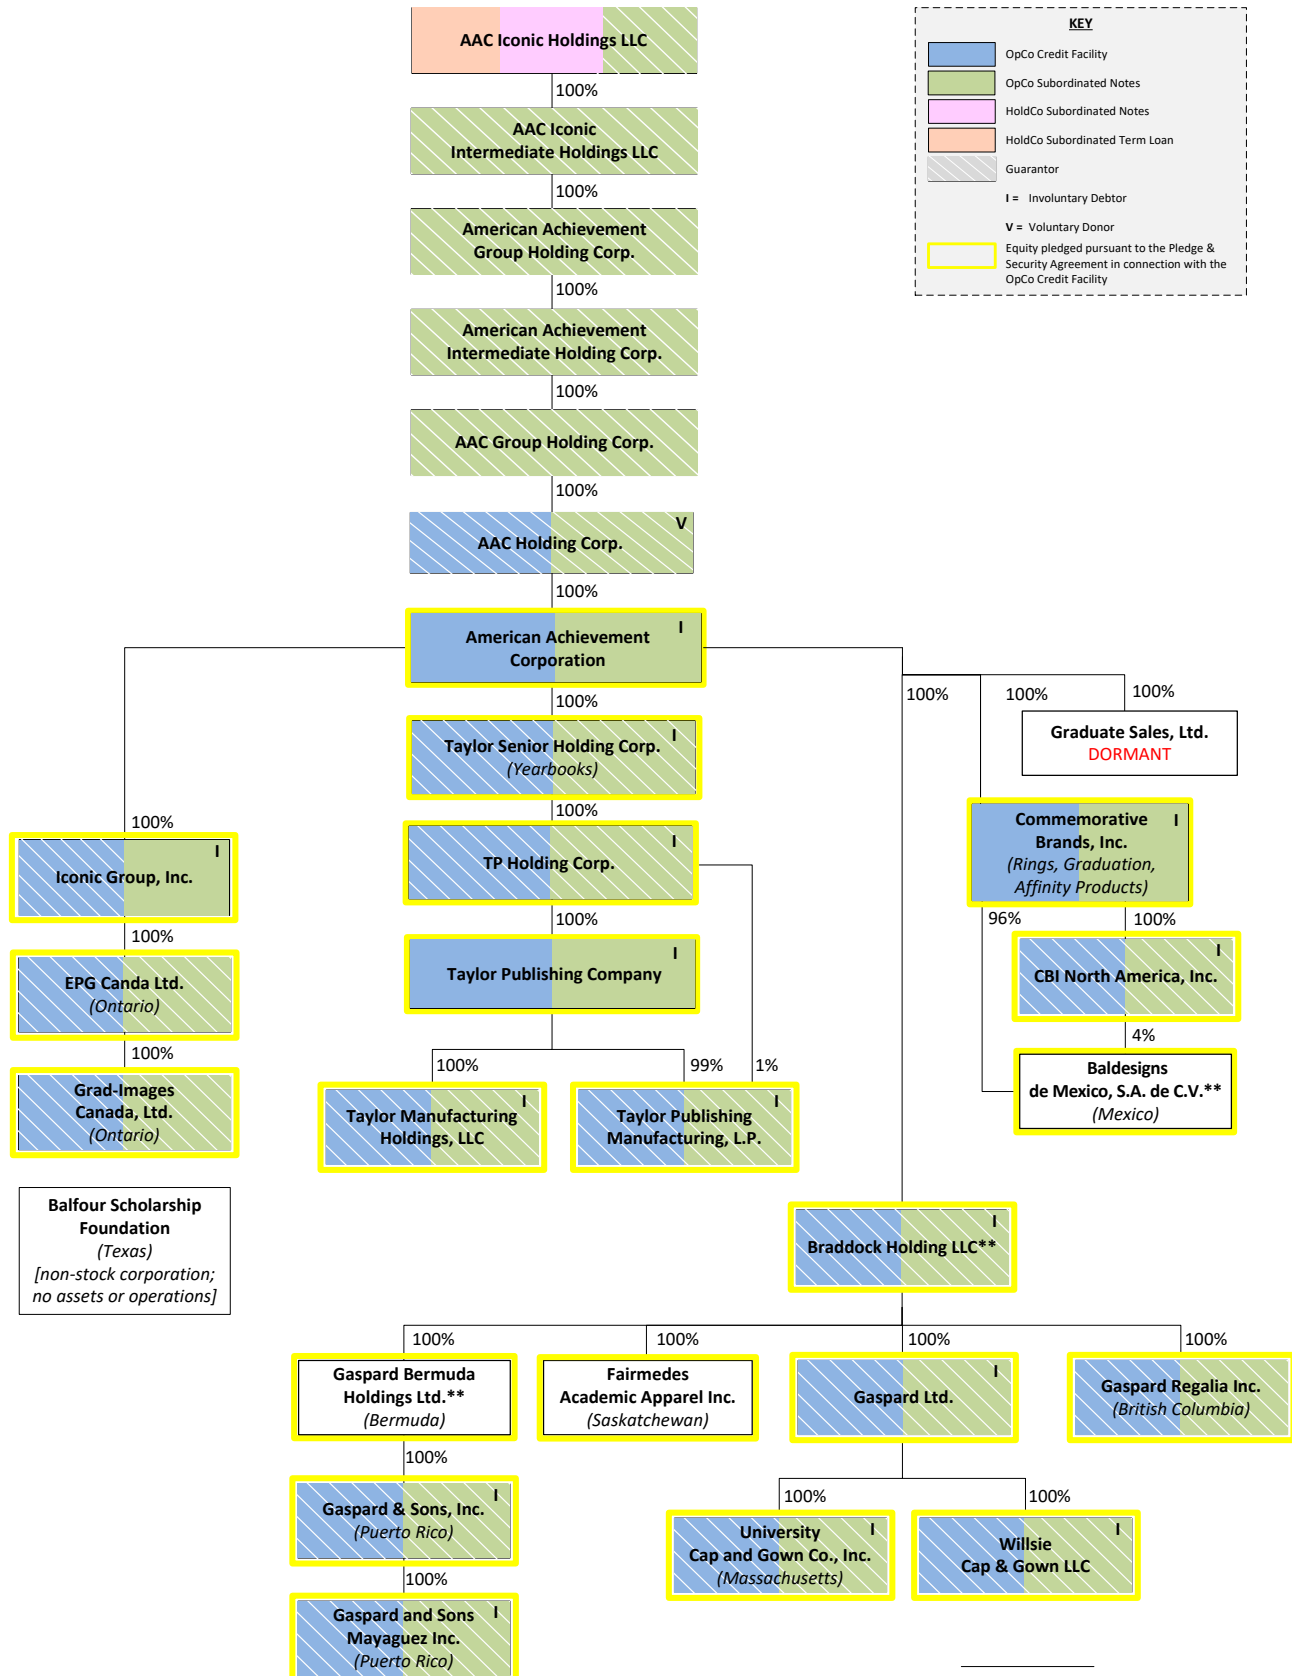 AAC Iconic Holdings LLC
100%
AAC Iconic
Intermediate Holdings LLC
100%
American Achievement
Group Holding Corp.
100%
American Achievement
Intermediate Holding Corp.
100%
AAC Group Holding Corp.
100%
V
AAC Holding Corp.
100%
KEY
OpCo Credit Facility
OpCo Subordinated Notes
HoldCo Subordinated Notes
HoldCo Subordinated Term Loan
Guarantor
I = Involuntary Debtor
V = Voluntary Donor
Equity pledged pursuant to the Pledge &
Security Agreement in connection with the
OpCo Credit Facility
I
American Achievement
Corporation
100%
I
Taylor Senior Holding Corp.
(Yearbooks)
100%
I
TP Holding Corp.
100%
I
Taylor Publishing Company
100%
99%
1%
I
Taylor Manufacturing
Holdings, LLC
I
Taylor Publishing
Manufacturing, L.P.
100%
I
Iconic Group, Inc.
100%
EPG Canda Ltd.
(Ontario)
100%
Grad-Images
Canada, Ltd.
(Ontario)
Balfour Scholarship
Foundation
(Texas)
[non-stock corporation;
no assets or operations]
100%
100%
100%
Graduate Sales, Ltd.
DORMANT
I
Commemorative
Brands, Inc.
(Rings, Graduation,
Affinity Products)
96%
100%
I
CBI North America, Inc.
4%
Baldesigns
de Mexico, S.A. de C.V.**
(Mexico)
I
Braddock Holding LLC**
100%
100%
100%
100%
Gaspard Bermuda
Holdings Ltd.**
(Bermuda)
Fairmedes
Academic Apparel Inc.
(Saskatchewan)
I
Gaspard Ltd.
Gaspard Regalia Inc.
(British Columbia)
100%
I
Gaspard & Sons, Inc.
(Puerto Rico)
100%
I
Gaspard and Sons
Mayaguez Inc.
(Puerto Rico)
100%
100%
I
University
Cap and Gown Co., Inc.
(Massachusetts)
I
Willsie
Cap & Gown LLC